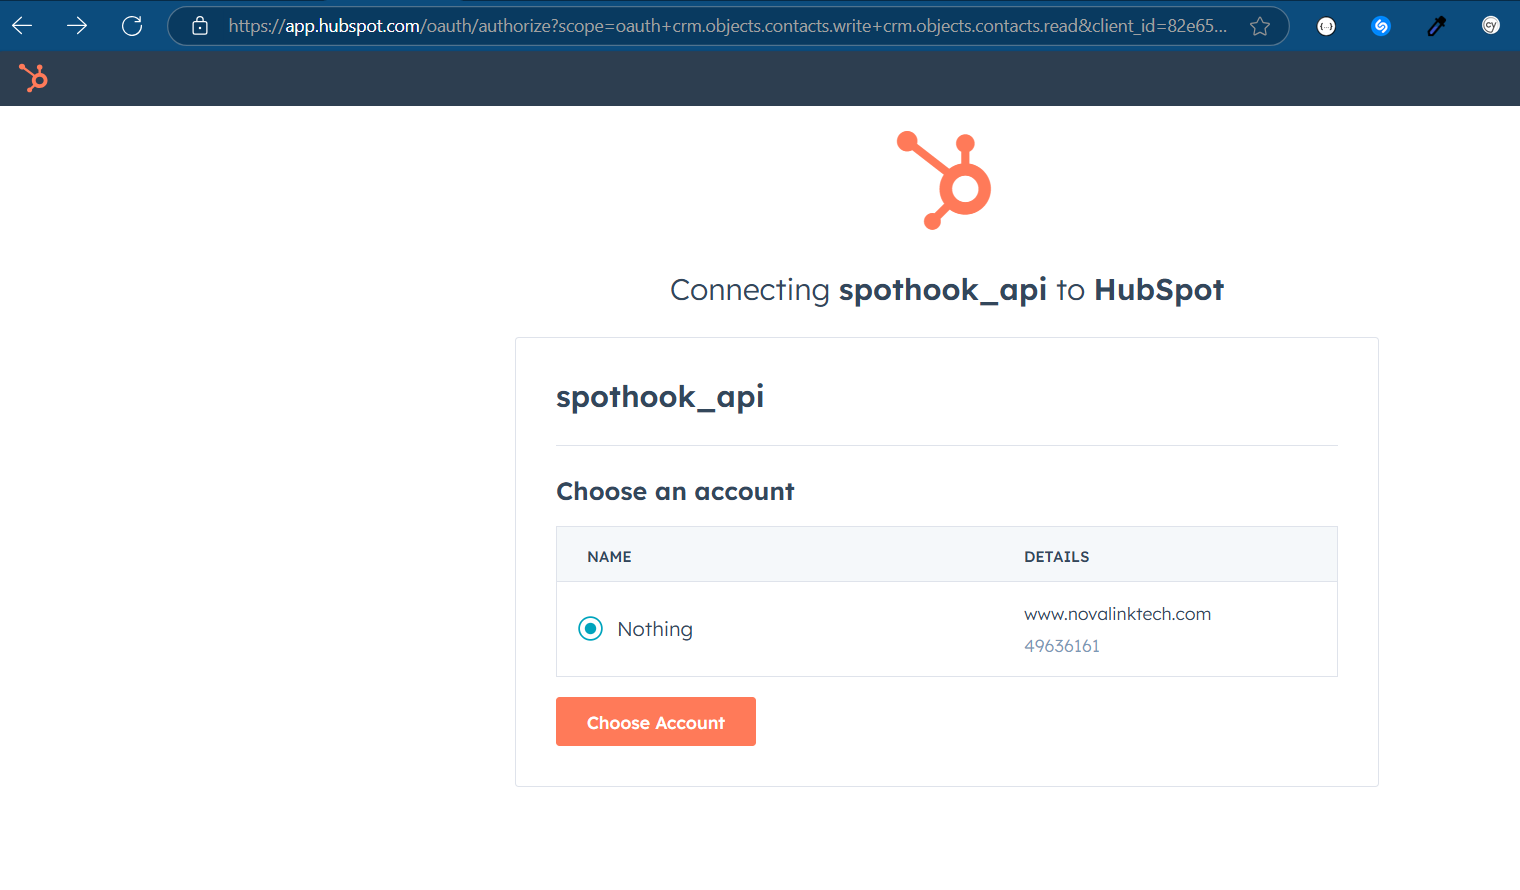 https://app.hubspot.com/oauth/authorize?scope=oauth+crm.objects.contacts.write+crm.objects.contacts.read&client_id=82e65...
{...}
cy
Connecting spothook_api to HubSpot
spothook_api
Choose an account
NAME DETAILS
Nothing
www.novalinktech.com
49636161
Choose Account